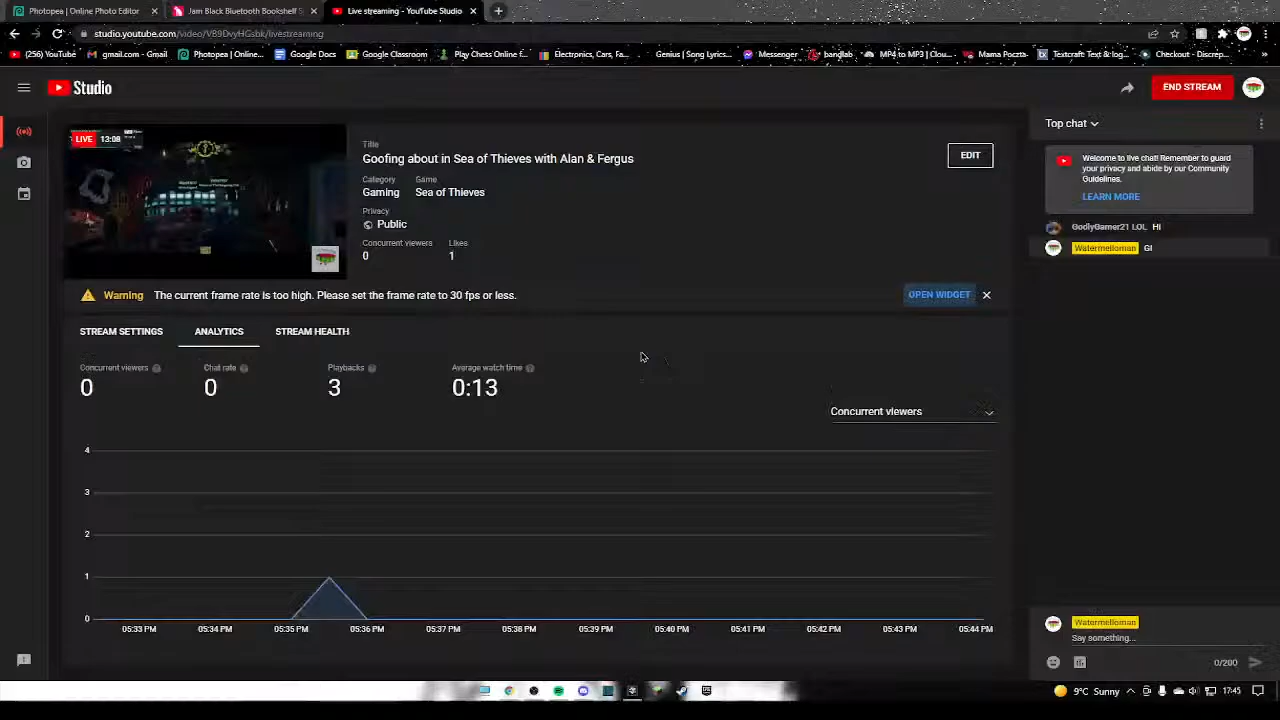 Photopea | Online Photo Editor
Jam Black Bluetooth Bookshelf S
Live streaming - YouTube Studio
studio.youtube.com/video/VB9DvyHGsbk/livestreaming
(256) YouTube
gmail.com - Gmail
Photopea | Online...
Google Docs
Google Classroom
Play Chess Online f...
Electronics, Cars, Fa...
Genius | Song Lyrics...
Messenger
bandlab
MP4 to MP3 | Clou...
Mama Poczta
Textcraft Text & log...
Checkout — Discrep...
Studio
END STREAM
LIVE 13:08
Title
Goofing about in Sea of Thieves with Alan & Fergus
EDIT
Category Game
Gaming Sea of Thieves
Privacy
Public
Concurrent viewers Likes
0 1
Warning The current frame rate is too high. Please set the frame rate to 30 fps or less.
OPEN WIDGET
STREAM SETTINGS ANALYTICS STREAM HEALTH
Concurrent viewers Chat rate Playbacks Average watch time
0 0 3 0:13
Concurrent viewers
4
3
2
1
0
05:33 PM 05:34 PM 05:35 PM 05:36 PM 05:37 PM 05:38 PM 05:39 PM 05:40 PM 05:41 PM 05:42 PM 05:43 PM 05:44 PM
Top chat
Welcome to live chat! Remember to guard
your privacy and abide by our Community
Guidelines.
LEARN MORE
GodlyGamer21 LOL HI
Watermelloman GI
Watermelloman
Say something...
0/200
9°C Sunny
17:45